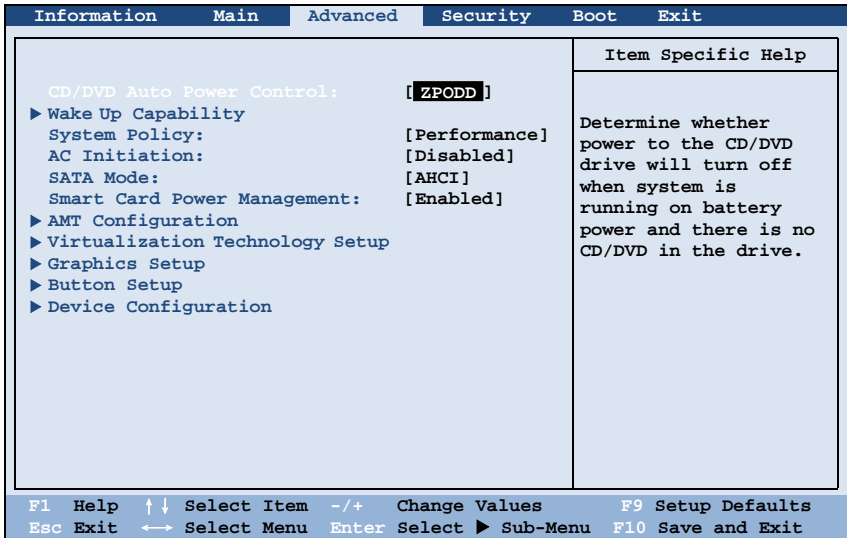 Information Main Advanced Security Boot Exit
Item Specific Help
CD/DVD Auto Power Control: [ ZPODD ]
▶ Wake Up Capability
System Policy: [Performance]
AC Initiation: [Disabled]
SATA Mode: [AHCI]
Smart Card Power Management: [Enabled]
▶ AMT Configuration
▶ Virtualization Technology Setup
▶ Graphics Setup
▶ Button Setup
▶ Device Configuration
Determine whether
power to the CD/DVD
drive will turn off
when system is
running on battery
power and there is no
CD/DVD in the drive.
F1 Help ↑↓ Select Item -/+ Change Values F9 Setup Defaults
Esc Exit ↔ Select Menu Enter Select ▶ Sub-Menu F10 Save and Exit